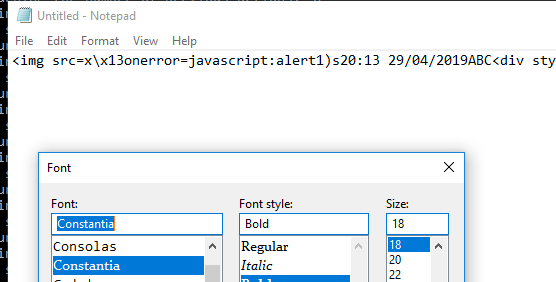 Untitled - Notepad
File Edit Format View Help
<img src=x\x13onerror=javascript:alert1)s20:13 29/04/2019ABC<div sty
Font
Font: Font style: Size:
Constantia Bold 18
Consolas Regular 18
Constantia Italic 20
22